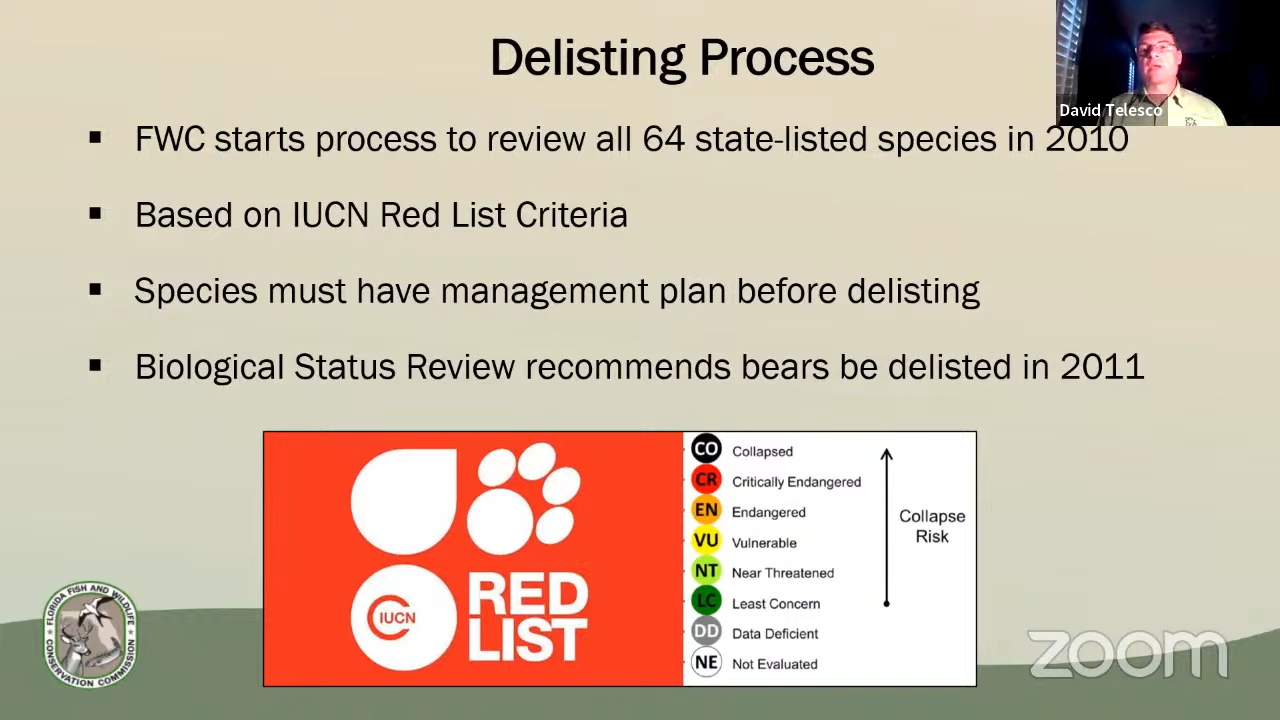 Delisting Process
David Telesco
▪ FWC starts process to review all 64 state-listed species in 2010
▪ Based on IUCN Red List Criteria
▪ Species must have management plan before delisting
▪ Biological Status Review recommends bears be delisted in 2011
IUCN
RED
LIST
CO Collapsed
CR Critically Endangered
EN Endangered
VU Vulnerable
NT Near Threatened
LC Least Concern
DD Data Deficient
NE Not Evaluated
Collapse
Risk
FLORIDA FISH AND WILDLIFE
CONSERVATION COMMISSION
zoom